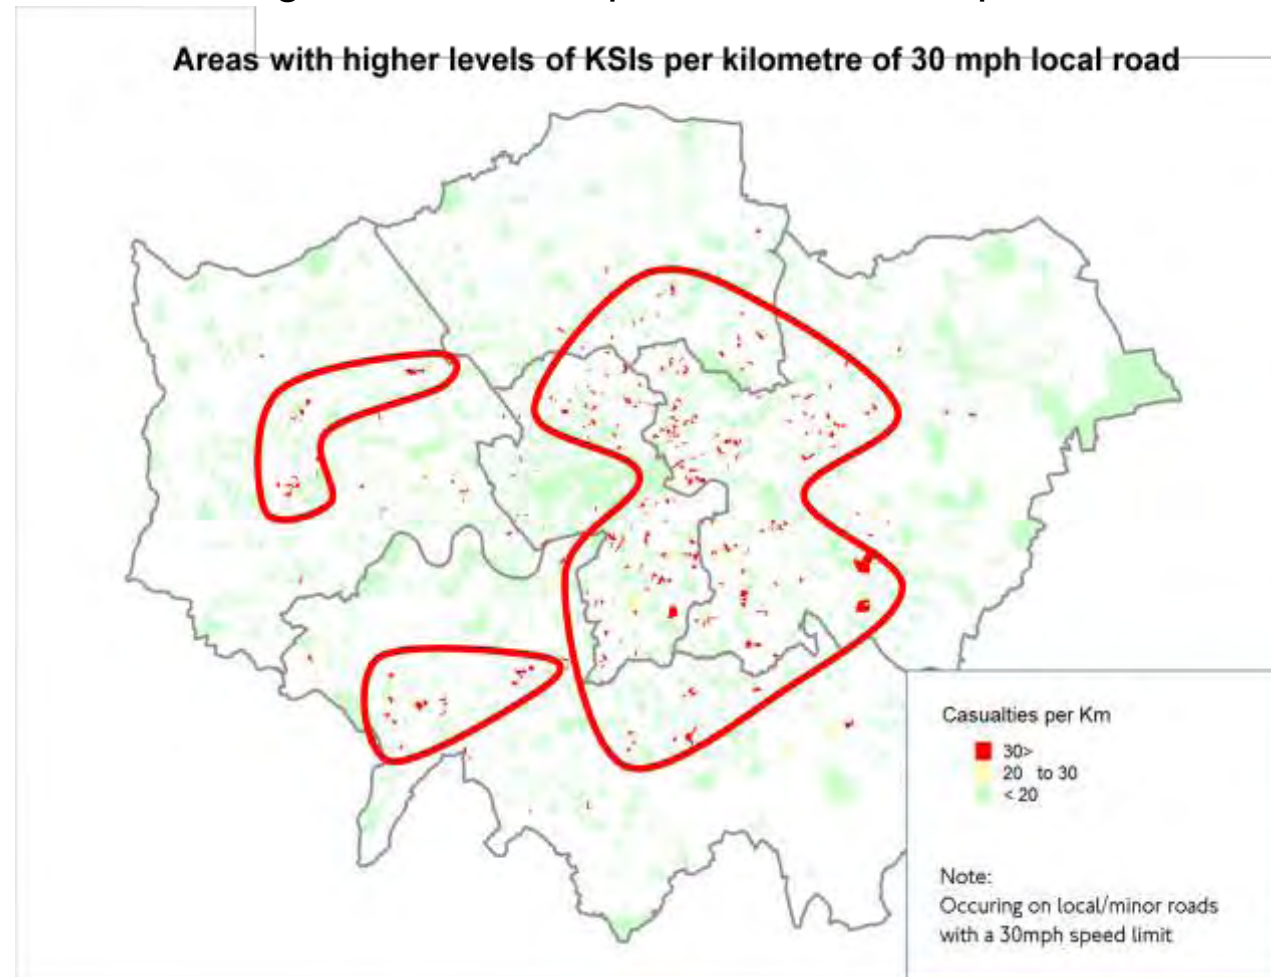 Areas with higher levels of KSIs per kilometre of 30 mph local road
Casualties per Km
30>
20 to 30
< 20
Note:
Occuring on local/minor roads
with a 30mph speed limit